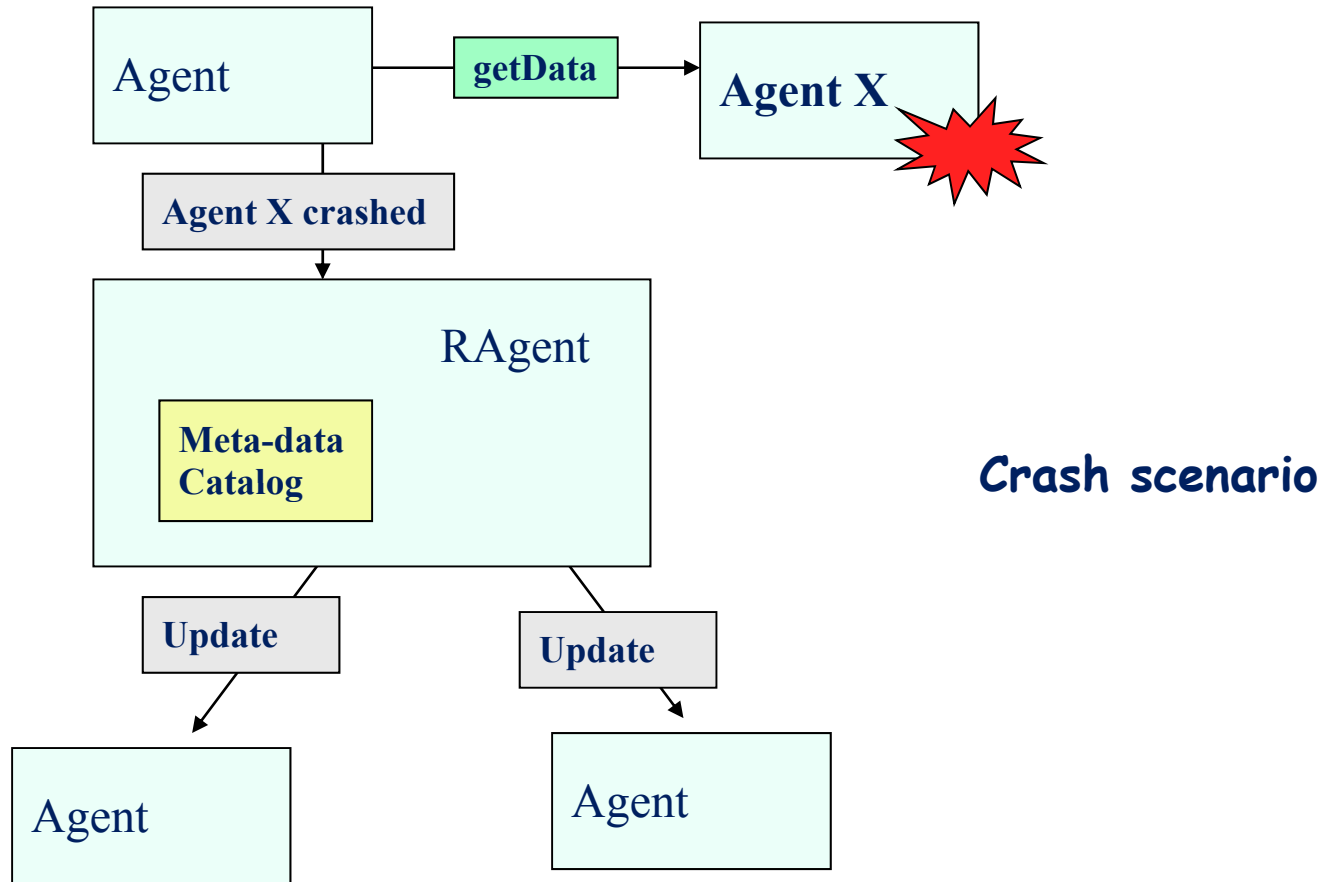 Agent
getData
Agent X
Agent X crashed
RAgent
Meta-data
Catalog
Crash scenario
Update
Update
Agent
Agent